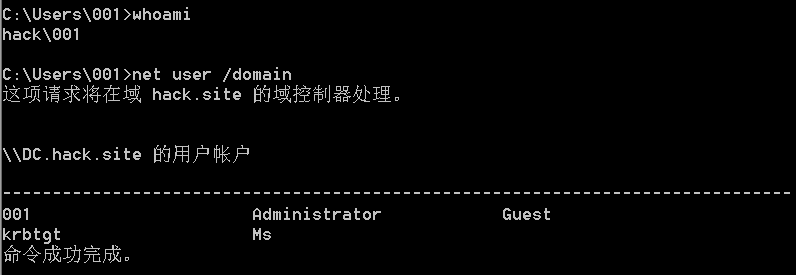 C:\Users\001>whoami
hack\001
C:\Users\001>net user /domain
这项请求将在域 hack.site 的域控制器处理。
\\DC.hack.site 的用户帐户
-------------------------------------------------------------------------------
001                      Administrator            Guest
krbtgt                   Ms
命令成功完成。